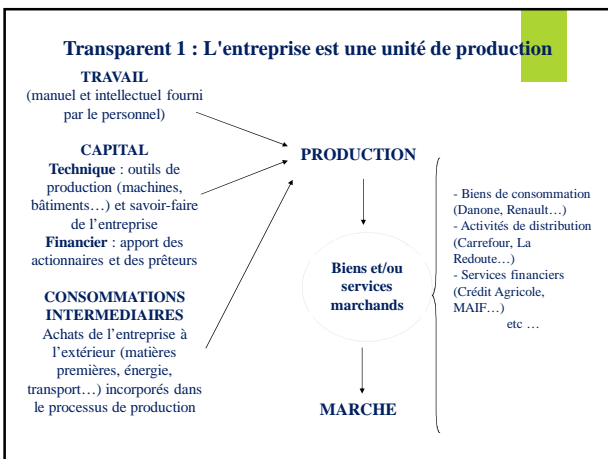 Transparent 1 : L'entreprise est une unité de production
TRAVAIL
(manuel et intellectuel fourni
par le personnel)
CAPITAL
Technique : outils de
production (machines,
bâtiments…) et savoir-faire
de l'entreprise
Financier : apport des
actionnaires et des prêteurs
CONSOMMATIONS
INTERMEDIAIRES
Achats de l'entreprise à
l'extérieur (matières
premières, énergie,
transport…) incorporés dans
le processus de production
PRODUCTION
Biens et/ou
services
marchands
MARCHE
- Biens de consommation
(Danone, Renault…)
- Activités de distribution
(Carrefour, La
Redoute…)
- Services financiers
(Crédit Agricole,
MAIF…)
etc …